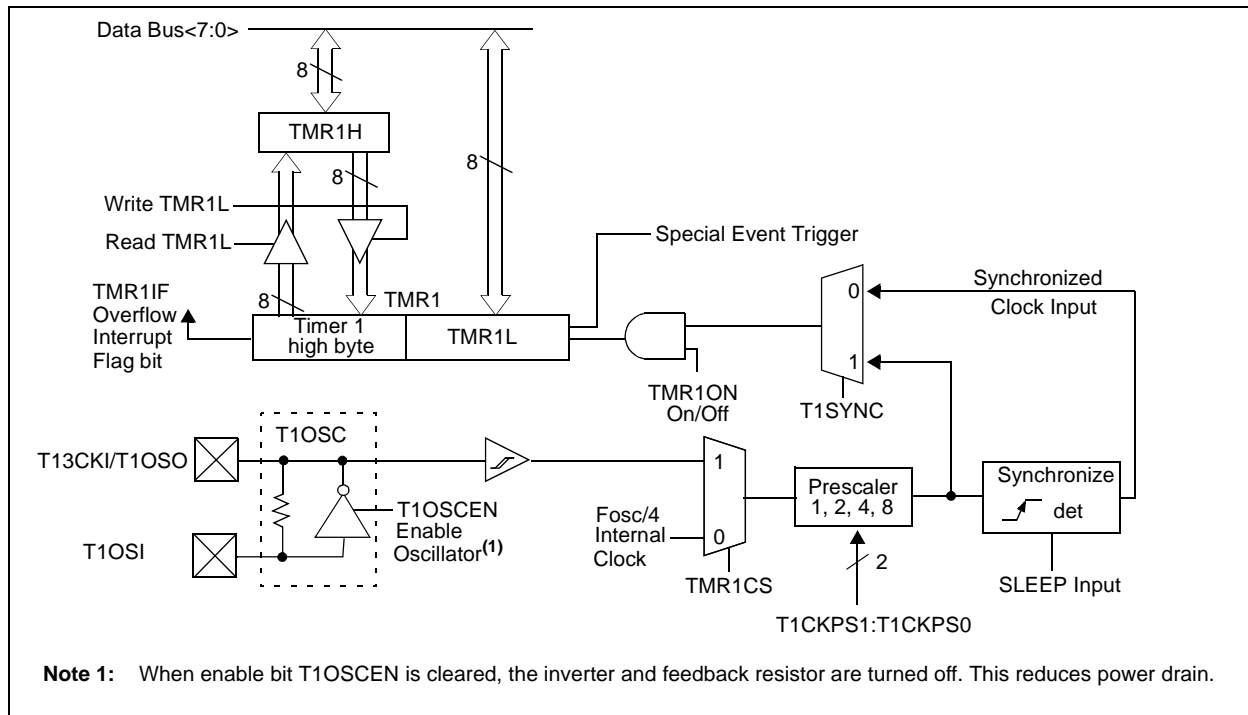 Data Bus<7:0>
8
TMR1H
8
8
Write TMR1L
Read TMR1L
Special Event Trigger
TMR1IF
Overflow
Interrupt
Flag bit
8
TMR1
Timer 1
high byte
TMR1L
0
1
Synchronized
Clock Input
TMR1ON
On/Off
T1SYNC
T1OSC
T13CKI/T1OSO
T1OSI
T1OSCEN
Enable
Oscillator(1)
1
0
Fosc/4
Internal
Clock
TMR1CS
Prescaler
1, 2, 4, 8
2
T1CKPS1:T1CKPS0
Synchronize
det
SLEEP Input
Note 1: When enable bit T1OSCEN is cleared, the inverter and feedback resistor are turned off. This reduces power drain.